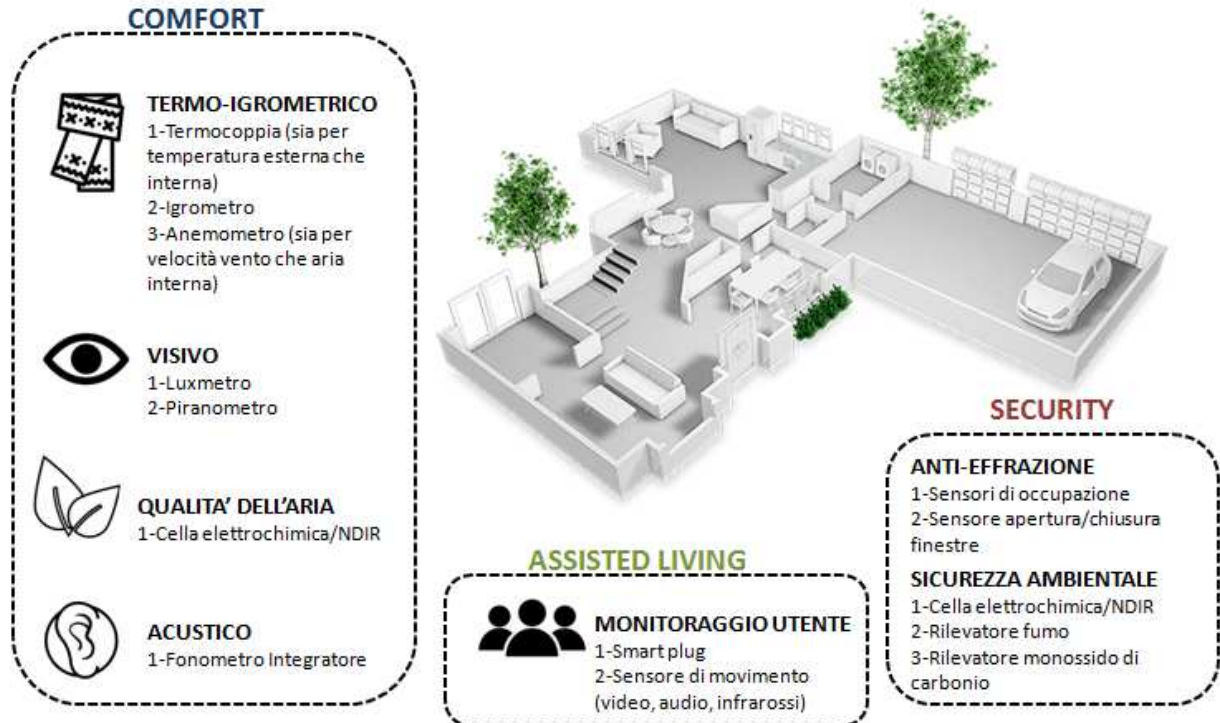 COMFORT
TERMO-IGROMETRICO
1-Termocoppia (sia per
temperatura esterna che
interna)
2-Igrometro
3-Anemometro (sia per
velocità vento che aria
interna)
VISIVO
1-Luxmetro
2-Piranometro
QUALITA' DELL'ARIA
1-Cella elettrochimica/NDIR
ACUSTICO
1-Fonometro Integratore
ASSISTED LIVING
MONITORAGGIO UTENTE
1-Smart plug
2-Sensore di movimento
(video, audio, infrarossi)
SECURITY
ANTI-EFFRAZIONE
1-Sensori di occupazione
2-Sensore apertura/chiusura
finestre
SICUREZZA AMBIENTALE
1-Cella elettrochimica/NDIR
2-Rilevatore fumo
3-Rilevatore monossido di
carbonio